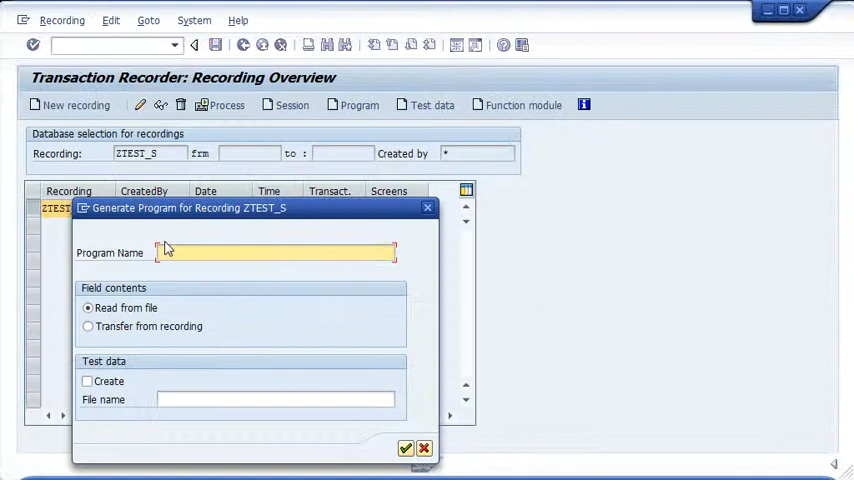 Recording Edit Goto System Help
Transaction Recorder: Recording Overview
New recording Process Session Program Test data Function module
Database selection for recordings
Recording: ZTEST_S frm to : Created by *
Recording CreatedBy Date Time Transact. Screens
ZTEST
Generate Program for Recording ZTEST_S
Program Name
Field contents
Read from file
Transfer from recording
Test data
Create
File name